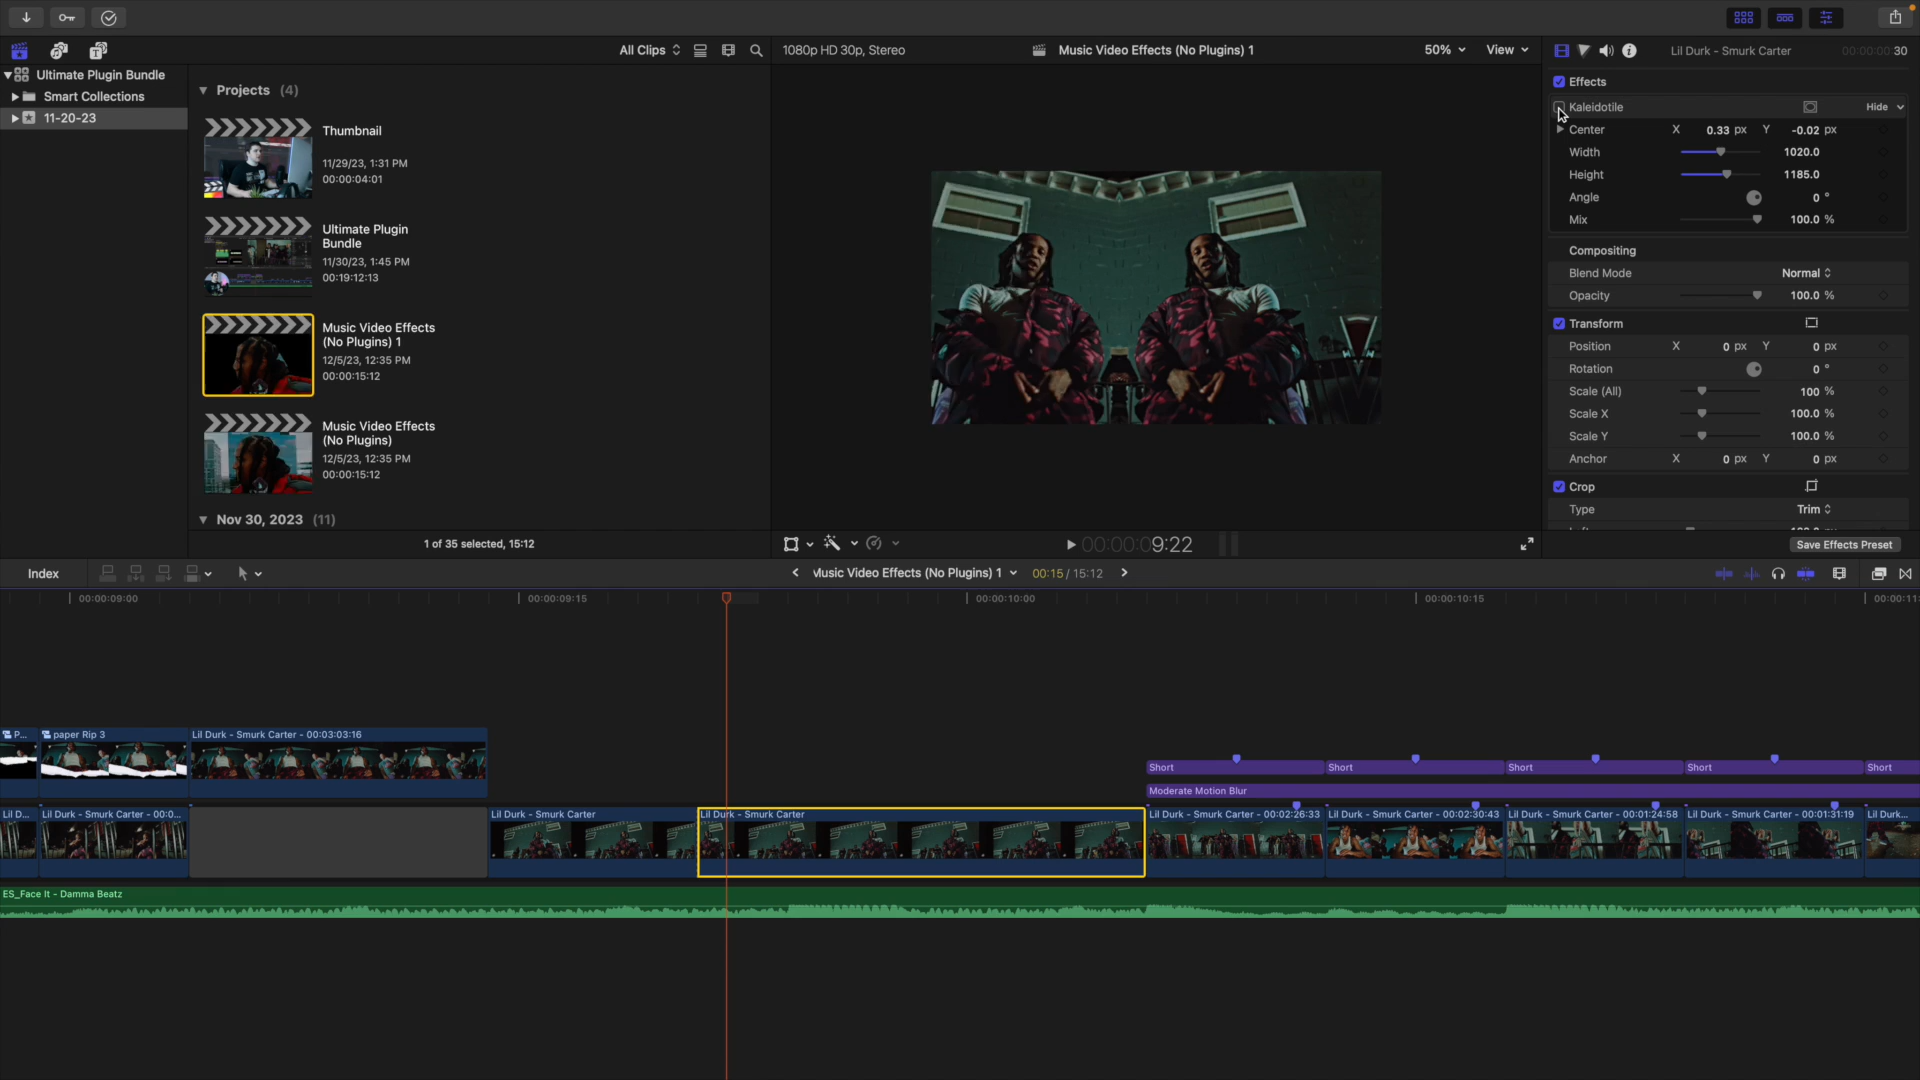 All Clips
1080p HD 30p, Stereo
Music Video Effects (No Plugins) 1
50%
View
Lil Durk - Smurk Carter
00:00:00:30
Ultimate Plugin Bundle
Smart Collections
11-20-23
Projects (4)
Thumbnail
11/29/23, 1:31 PM
00:00:04:01
Ultimate Plugin
Bundle
11/30/23, 1:45 PM
00:19:12:13
Music Video Effects
(No Plugins) 1
12/5/23, 12:35 PM
00:00:15:12
Music Video Effects
(No Plugins)
12/5/23, 12:35 PM
00:00:15:12
Nov 30, 2023 (11)
1 of 35 selected, 15:12
00:00:09:22
Effects
Kaleidotile
Hide
Center X 0.33 px Y -0.02 px
Width 1020.0
Height 1185.0
Angle 0 °
Mix 100.0 %
Compositing
Blend Mode Normal
Opacity 100.0 %
Transform
Position X 0 px Y 0 px
Rotation 0 °
Scale (All) 100 %
Scale X 100.0 %
Scale Y 100.0 %
Anchor X 0 px Y 0 px
Crop
Type Trim
Save Effects Preset
Index
Music Video Effects (No Plugins) 1
00:15 / 15:12
00:00:09:00
00:00:09:15
00:00:10:00
00:00:10:15
00:00:11:
P...
paper Rip 3
Lil Durk - Smurk Carter - 00:03:03:16
Short
Short
Short
Short
Short
Moderate Motion Blur
Lil D...
Lil Durk - Smurk Carter - 00:0...
Lil Durk - Smurk Carter
Lil Durk - Smurk Carter
Lil Durk - Smurk Carter - 00:02:26:33
Lil Durk - Smurk Carter - 00:02:30:43
Lil Durk - Smurk Carter - 00:01:24:58
Lil Durk - Smurk Carter - 00:01:31:19
Lil Durk...
ES_Face It - Damma Beatz